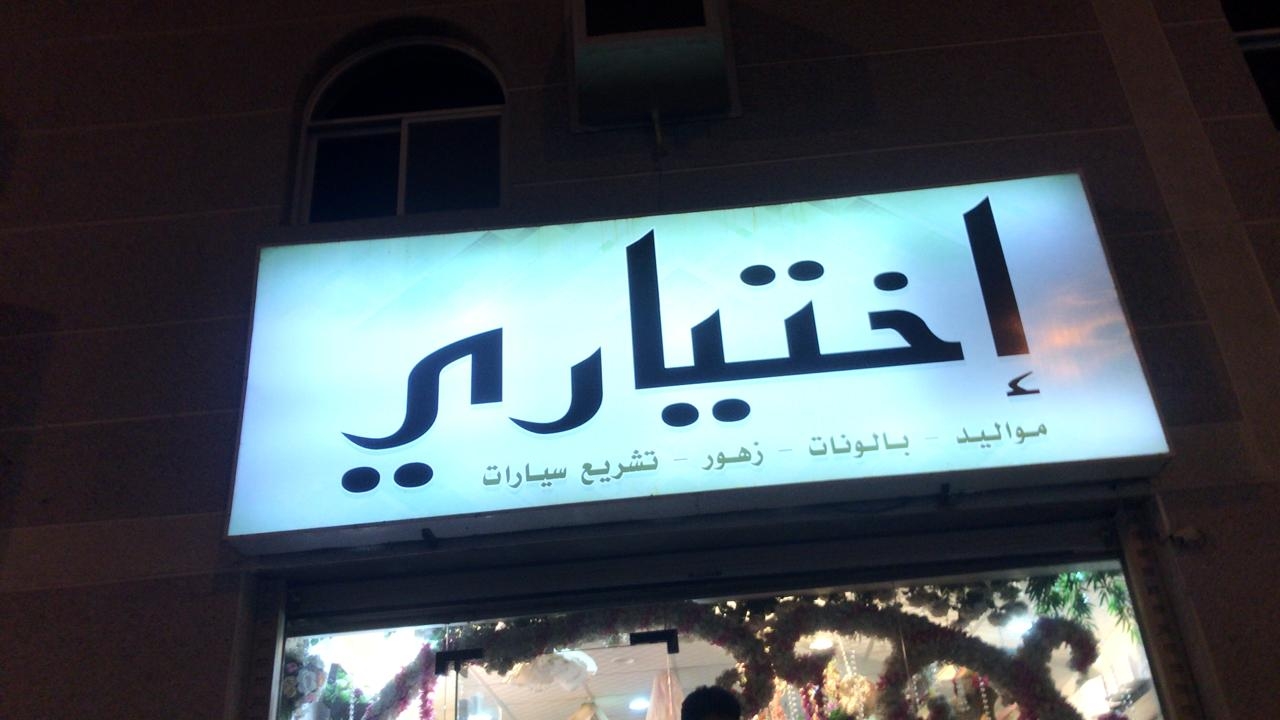 إختياري
مواليد - بالونات - زهور - تشريع سيارات